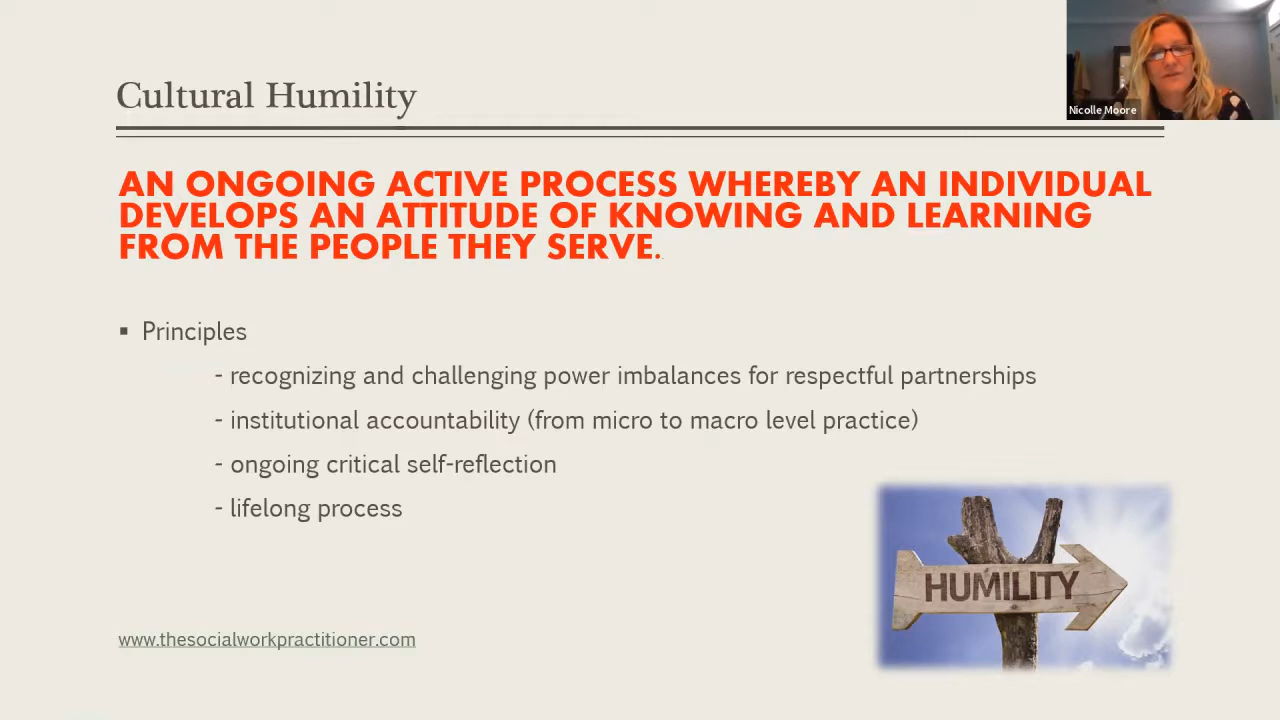 Cultural Humility
Nicolle Moore
AN ONGOING ACTIVE PROCESS WHEREBY AN INDIVIDUAL
DEVELOPS AN ATTITUDE OF KNOWING AND LEARNING
FROM THE PEOPLE THEY SERVE..
▪ Principles
- recognizing and challenging power imbalances for respectful partnerships
- institutional accountability (from micro to macro level practice)
- ongoing critical self-reflection
- lifelong process
HUMILITY
www.thesocialworkpractitioner.com